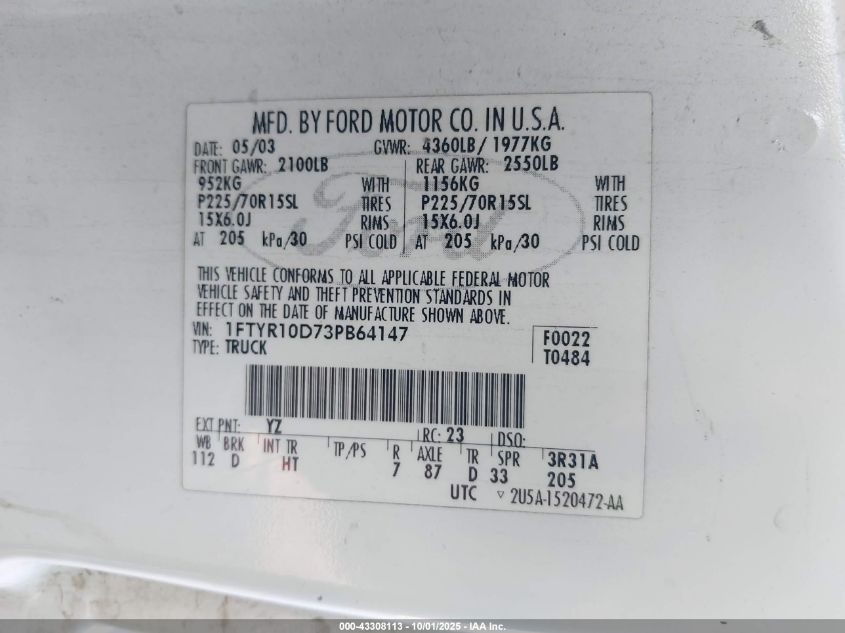 MFD. BY FORD MOTOR CO. IN U.S.A.
DATE: 05/03 GVWR: 4360LB/ 1977KG
FRONT GAWR: 2100LB REAR GAWR: 2550LB
952KG WITH 1156KG WITH
P225/70R15SL TIRES P225/70R15SL TIRES
15X6.0J RIMS 15X6.0J RIMS
AT 205 kPa/30 PSI COLD AT 205 kPa/30 PSI COLD
Ford
THIS VEHICLE CONFORMS TO ALL APPLICABLE FEDERAL MOTOR
VEHICLE SAFETY AND THEFT PREVENTION STANDARDS IN
EFFECT ON THE DATE OF MANUFACTURE SHOWN ABOVE.
VIN: 1FTYR10D73PB64147 F0022
TYPE: TRUCK T0484
EXT PNT: YZ RC: 23 DSO:
WB BRK INT TR TP/PS R AXLE TR SPR 3R31A
112 D HT 7 87 D 33 205
UTC ▽ 2U5A-1520472-AA
000-43308113 - 10/01/2025 - IAA Inc.